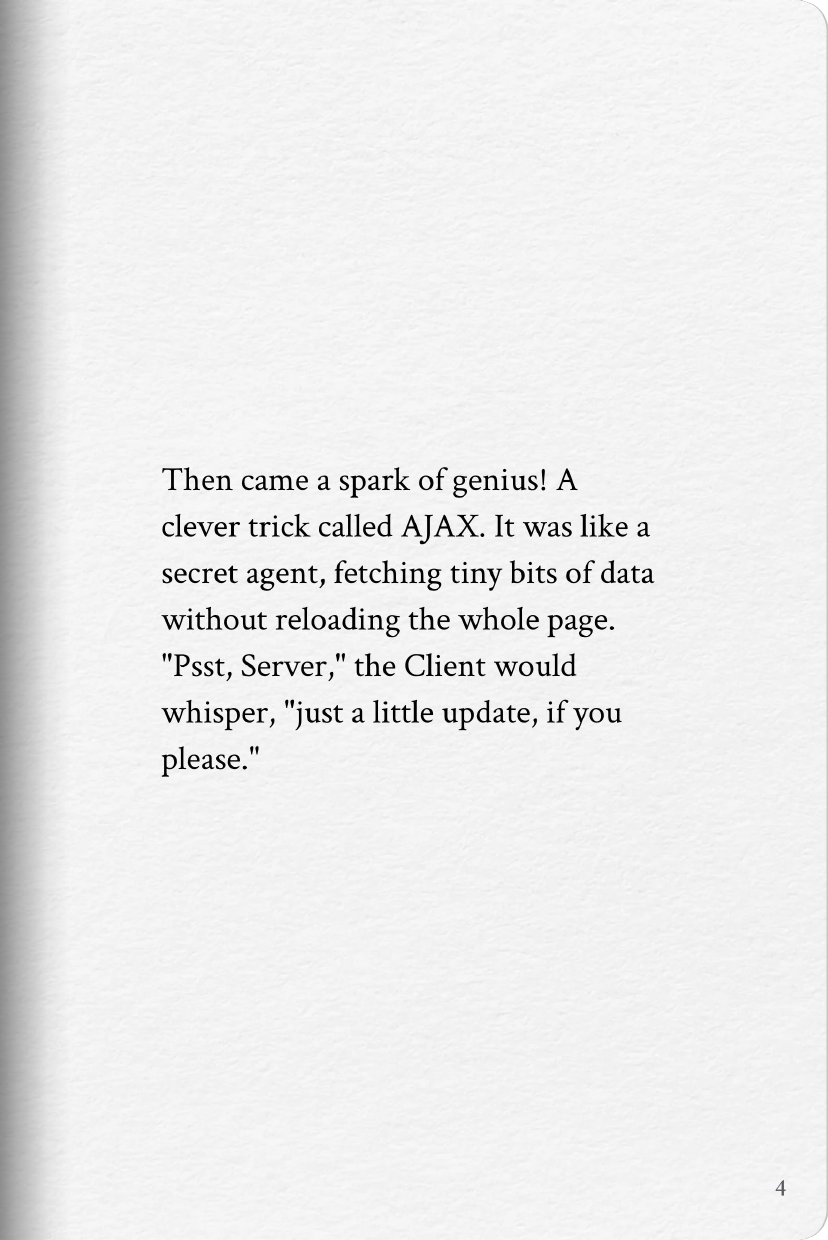 Then came a spark of genius! A
clever trick called AJAX. It was like a
secret agent, fetching tiny bits of data
without reloading the whole page.
"Psst, Server," the Client would
whisper, "just a little update, if you
please."
4